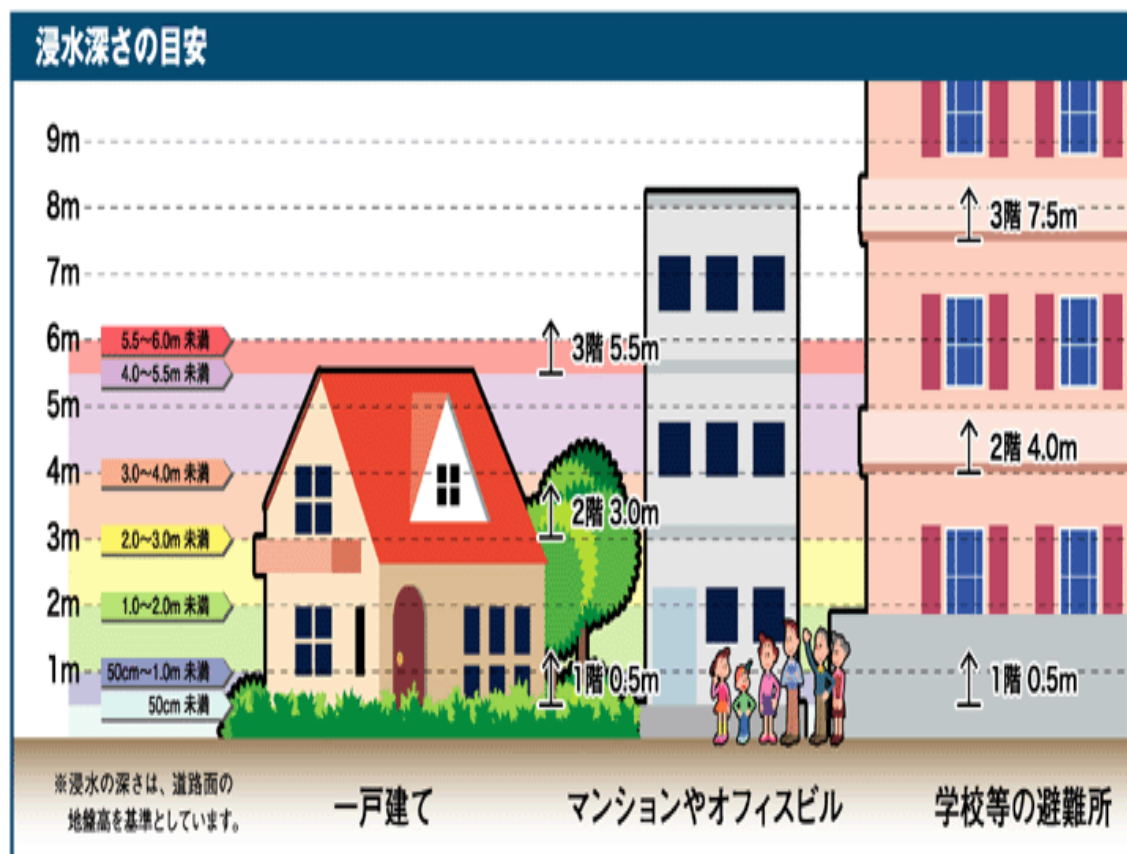 浸水深さの目安
9m
8m
3階 7.5m
7m
6m
5.5～6.0m 未満
3階 5.5m
4.0～5.5m 未満
5m
2階 4.0m
4m
3.0～4.0m 未満
2階 3.0m
3m
2.0～3.0m 未満
2m
1.0～2.0m 未満
1m
50cm～1.0m 未満
1階 0.5m
1階 0.5m
50cm 未満
※浸水の深さは、道路面の
地盤高を基準としています。
一戸建て
マンションやオフィスビル
学校等の避難所